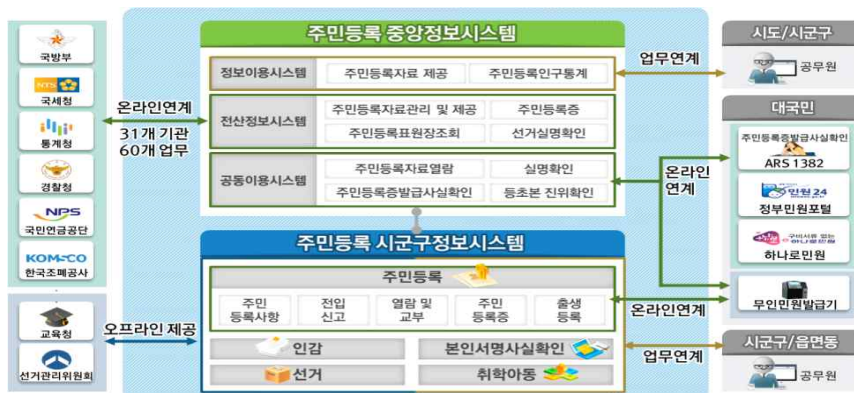 국방부
NTS
국세청
통계청
경찰청
NPS
국민연금공단
KOMSCO
한국조폐공사
교육청
선거관리위원회
온라인연계
31개 기관
60개 업무
오프라인 제공
주민등록 중앙정보시스템
정보이용시스템
주민등록자료 제공
주민등록인구통계
전산정보시스템
주민등록자료관리 및 제공
주민등록증
주민등록표원장조회
선거실명확인
공동이용시스템
주민등록자료열람
실명확인
주민등록증발급사실확인
등초본 진위확인
주민등록 시군구정보시스템
주민등록
주민
등록사항
전입
신고
열람 및
교부
주민
등록증
출생
등록
인감
본인서명사실확인
선거
취학아동
업무연계
온라인
연계
온라인연계
업무연계
시도/시군구
공무원
대국민
주민등록증발급사실확인
ARS 1382
민원24
정부민원포털
구비서류 없는
하나로민원
하나로민원
무인민원발급기
시군구/읍면동
공무원